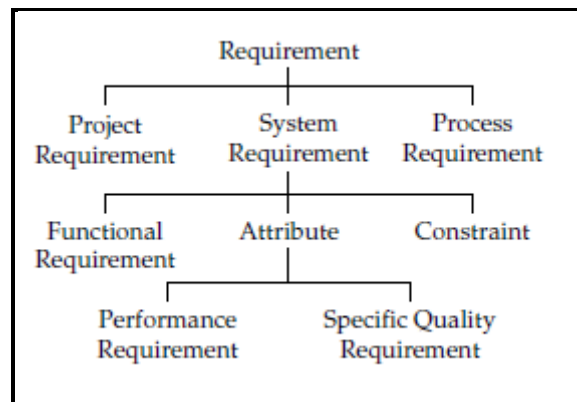 Requirement
Project System Process
Requirement Requirement Requirement
Functional Attribute Constraint
Requirement
Performance Specific Quality
Requirement Requirement